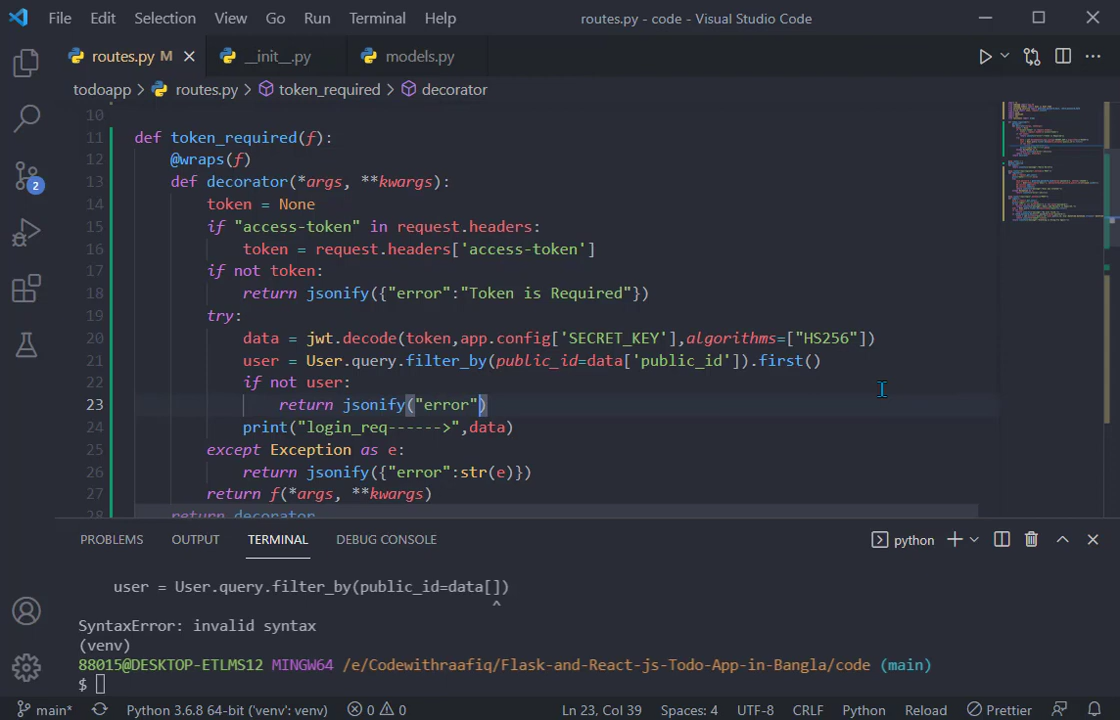 File Edit Selection View Go Run Terminal Help routes.py - code - Visual Studio Code
routes.py M __init__.py models.py
todoapp > routes.py > token_required > decorator
10
11 def token_required(f):
12 @wraps(f)
13 def decorator(*args, **kwargs):
14 token = None
15 if "access-token" in request.headers:
16 token = request.headers['access-token']
17 if not token:
18 return jsonify({"error":"Token is Required"})
19 try:
20 data = jwt.decode(token,app.config['SECRET_KEY'],algorithms=["HS256"])
21 user = User.query.filter_by(public_id=data['public_id']).first()
22 if not user:
23 return jsonify("error")
24 print("login_req------>",data)
25 except Exception as e:
26 return jsonify({"error":str(e)})
27 return f(*args, **kwargs)
28 return decorator
2
PROBLEMS OUTPUT TERMINAL DEBUG CONSOLE python
user = User.query.filter_by(public_id=data[])
^
SyntaxError: invalid syntax
(venv)
88015@DESKTOP-ETLMS12 MINGW64 /e/Codewithraafiq/Flask-and-React-js-Todo-App-in-Bangla/code (main)
$
main* Python 3.6.8 64-bit ('venv': venv) 0 0 Ln 23, Col 39 Spaces: 4 UTF-8 CRLF Python Reload Prettier